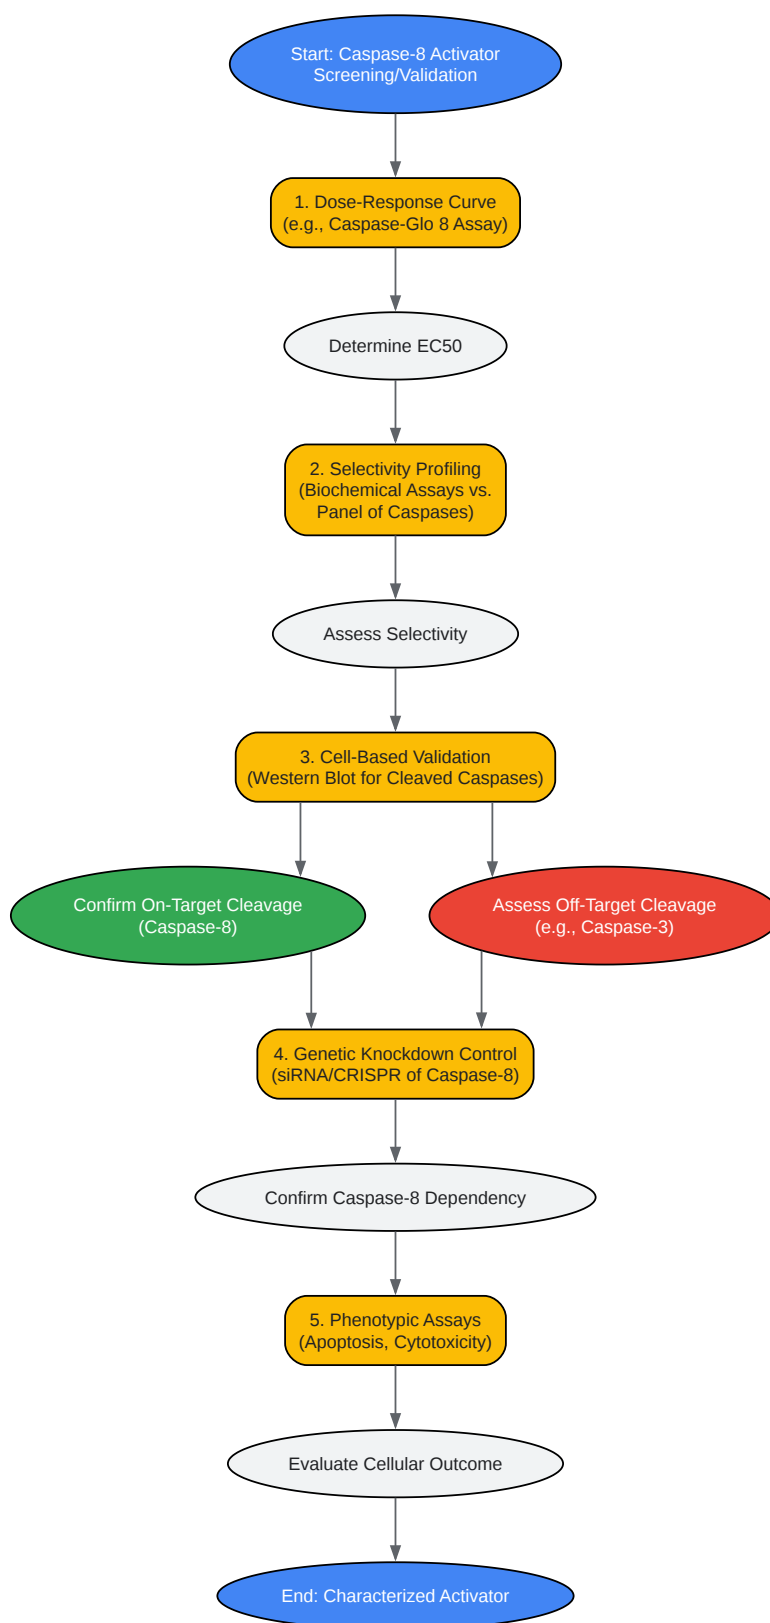 Start: Caspase-8 Activator
Screening/Validation
1. Dose-Response Curve
(e.g., Caspase-Glo 8 Assay)
Determine EC50
2. Selectivity Profiling
(Biochemical Assays vs.
Panel of Caspases)
Assess Selectivity
3. Cell-Based Validation
(Western Blot for Cleaved Caspases)
Confirm On-Target Cleavage
(Caspase-8)
Assess Off-Target Cleavage
(e.g., Caspase-3)
4. Genetic Knockdown Control
(siRNA/CRISPR of Caspase-8)
Confirm Caspase-8 Dependency
5. Phenotypic Assays
(Apoptosis, Cytotoxicity)
Evaluate Cellular Outcome
End: Characterized Activator